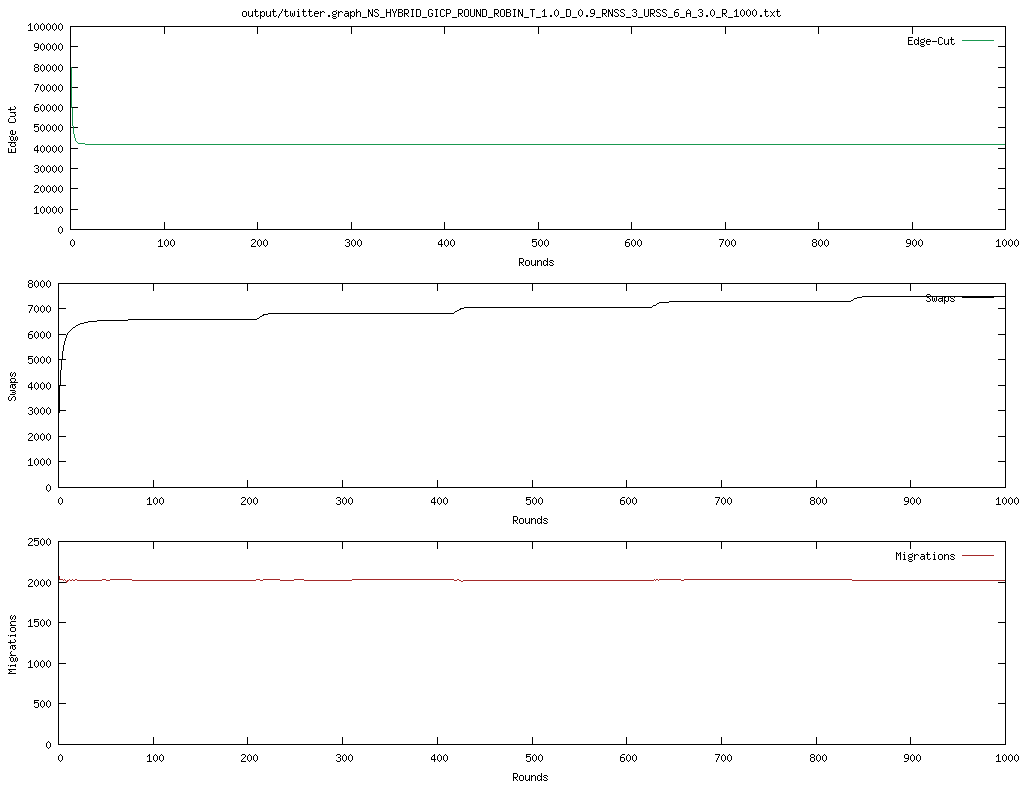 output/twitter.graph_NS_HYBRID_GICP_ROUND_ROBIN_T_1.0_D_0.9_RNSS_3_URSS_6_A_3.0_R_1000.txt
100000
90000
80000
70000
60000
50000
40000
30000
20000
10000
0
Edge Cut
Edge-Cut
0 100 200 300 400 500 600 700 800 900 1000
Rounds
8000
7000
6000
5000
4000
3000
2000
1000
0
Swaps
Swaps
0 100 200 300 400 500 600 700 800 900 1000
Rounds
2500
2000
1500
1000
500
0
Migrations
Migrations
0 100 200 300 400 500 600 700 800 900 1000
Rounds